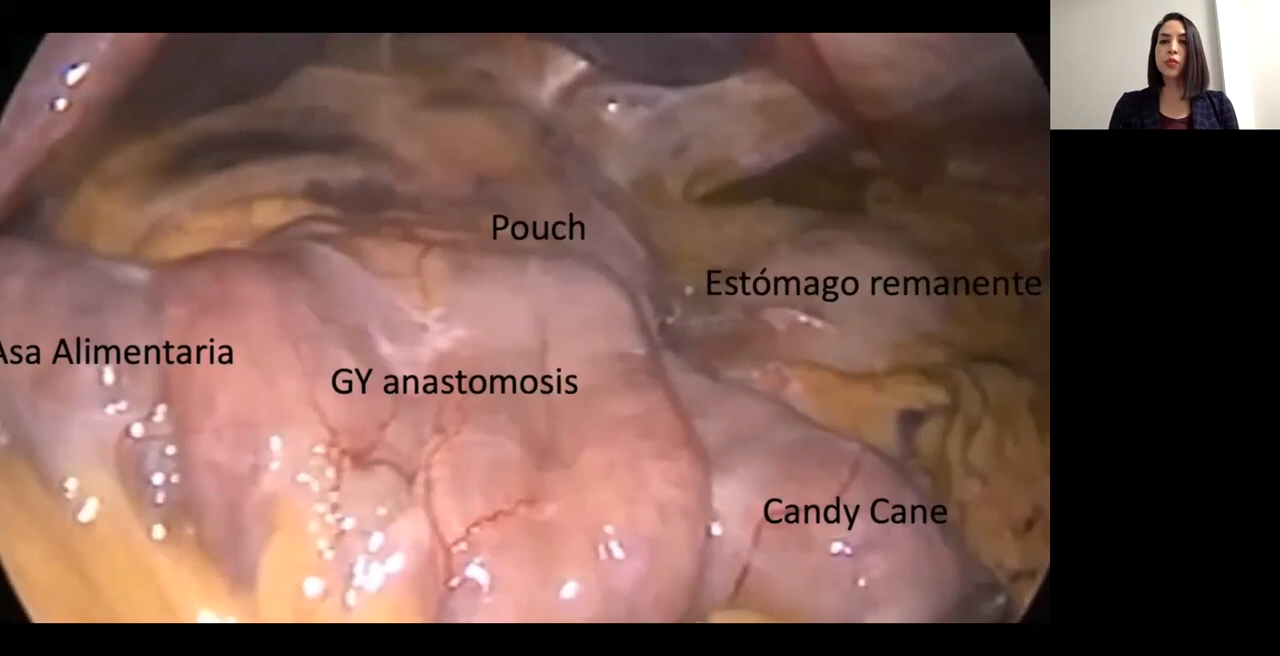 Pouch
Estómago remanente
Asa Alimentaria
GY anastomosis
Candy Cane